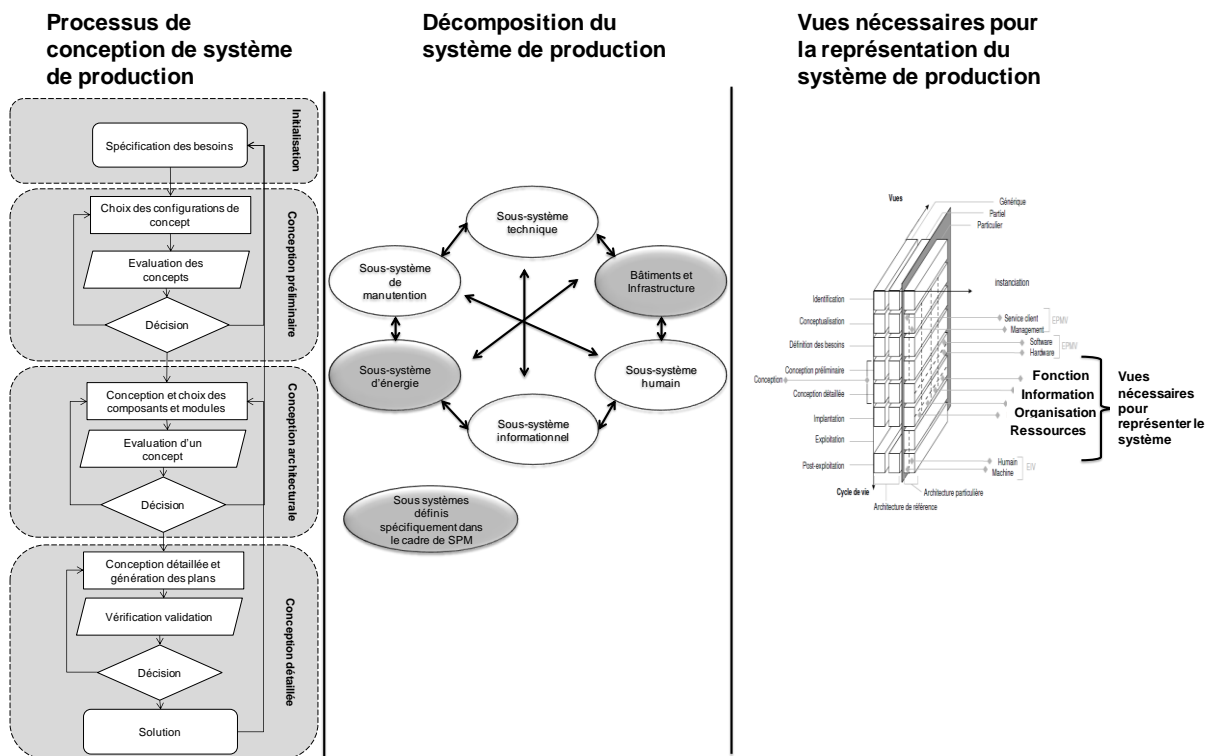 Processus de
conception de système
de production
Initialisation
Spécification des besoins
Conception préliminaire
Choix des configurations de
concept
Evaluation des
concepts
Décision
Conception architecturale
Conception et choix des
composants et modules
Evaluation d'un
concept
Décision
Conception détaillée
Conception détaillée et
génération des plans
Vérification validation
Décision
Solution
Décomposition du
système de production
Sous-système
technique
Sous-système
de
manutention
Bâtiments et
Infrastructure
Sous-système
d'énergie
Sous-système
humain
Sous-système
informationnel
Sous systèmes
définis
spécifiquement dans
le cadre de SPM
Vues nécessaires pour
la représentation du
système de production
Vues
Générique
Partiel
Particulier
instanciation
Identification
Conceptualisation
Définition des besoins
Conception
Conception préliminaire
Conception détaillée
Implantation
Exploitation
Post-exploitation
Cycle de vie
Service client
Management
EPMV
Software
Hardware
EPMV
Fonction
Information
Organisation
Ressources
Vues
nécessaires
pour
représenter le
système
Humain
Machine
EIV
Architecture particulière
Architecture de référence